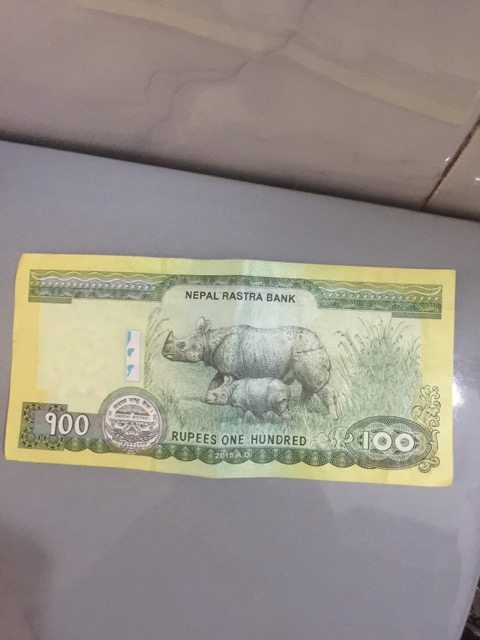 NEPAL RASTRA BANK
१००
नेपाल राष्ट्र बैंक
RUPEES ONE HUNDRED
100
2015 A.D.